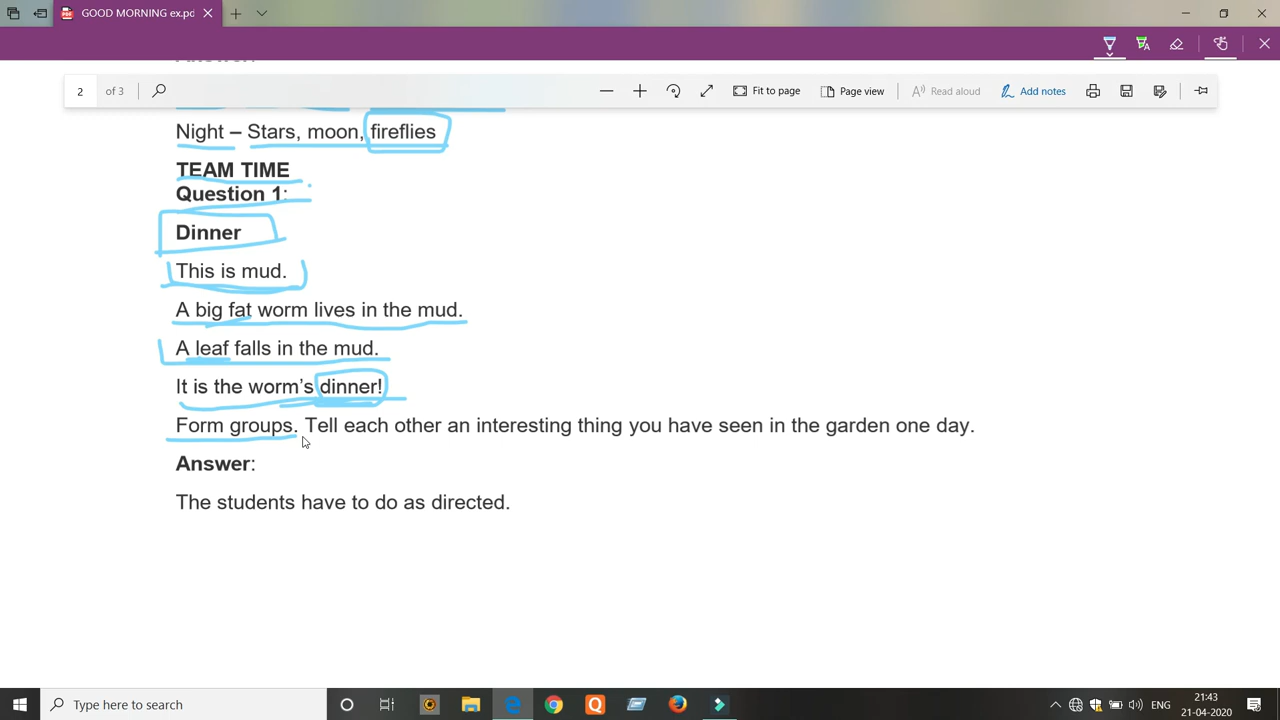 GOOD MORNING ex.pd
2 of 3
Fit to page
Page view
Read aloud
Add notes
Night – Stars, moon, fireflies
TEAM TIME
Question 1:
Dinner
This is mud.
A big fat worm lives in the mud.
A leaf falls in the mud.
It is the worm’s dinner!
Form groups. Tell each other an interesting thing you have seen in the garden one day.
Answer:
The students have to do as directed.
Type here to search
ENG
21:43
21-04-2020